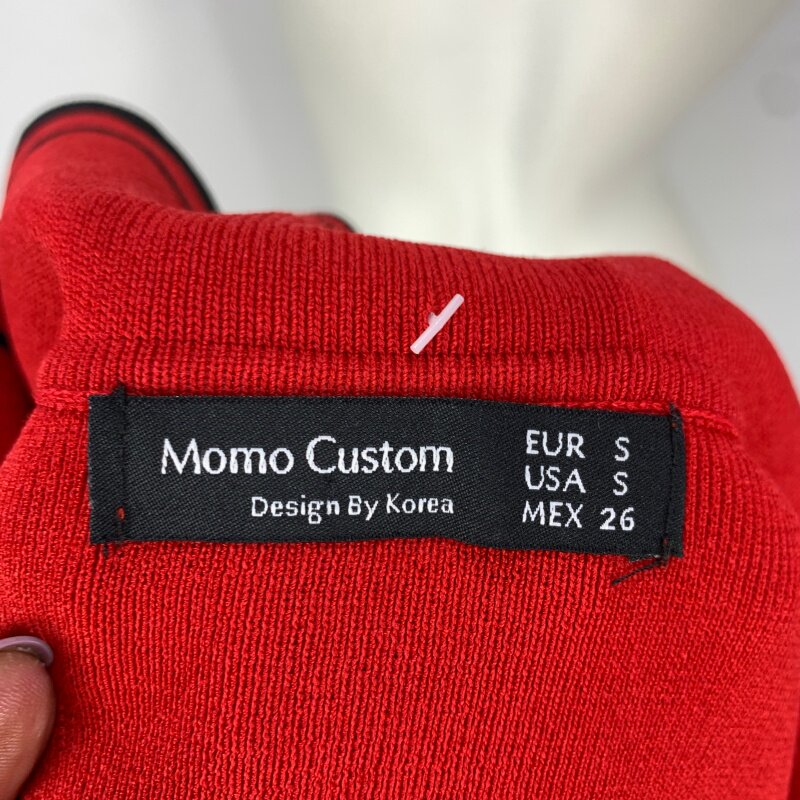 Momo Custom
Design By Korea
EUR S
USA S
MEX 26